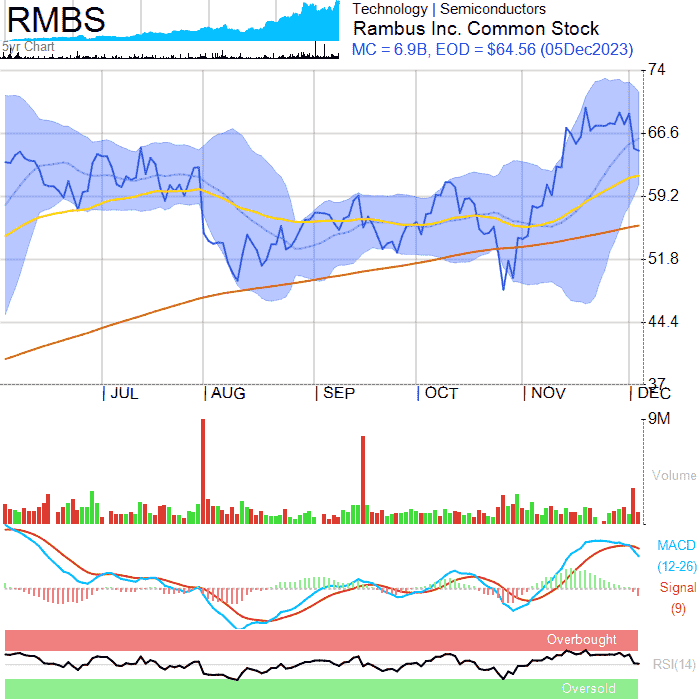 RMBS
5yr Chart
Technology | Semiconductors
Rambus Inc. Common Stock
MC = 6.9B, EOD = $64.56 (05Dec2023)
74
66.6
59.2
51.8
44.4
37
JUL AUG SEP OCT NOV DEC
9M
Volume
MACD
(12-26)
Signal
(9)
Overbought
RSI(14)
Oversold